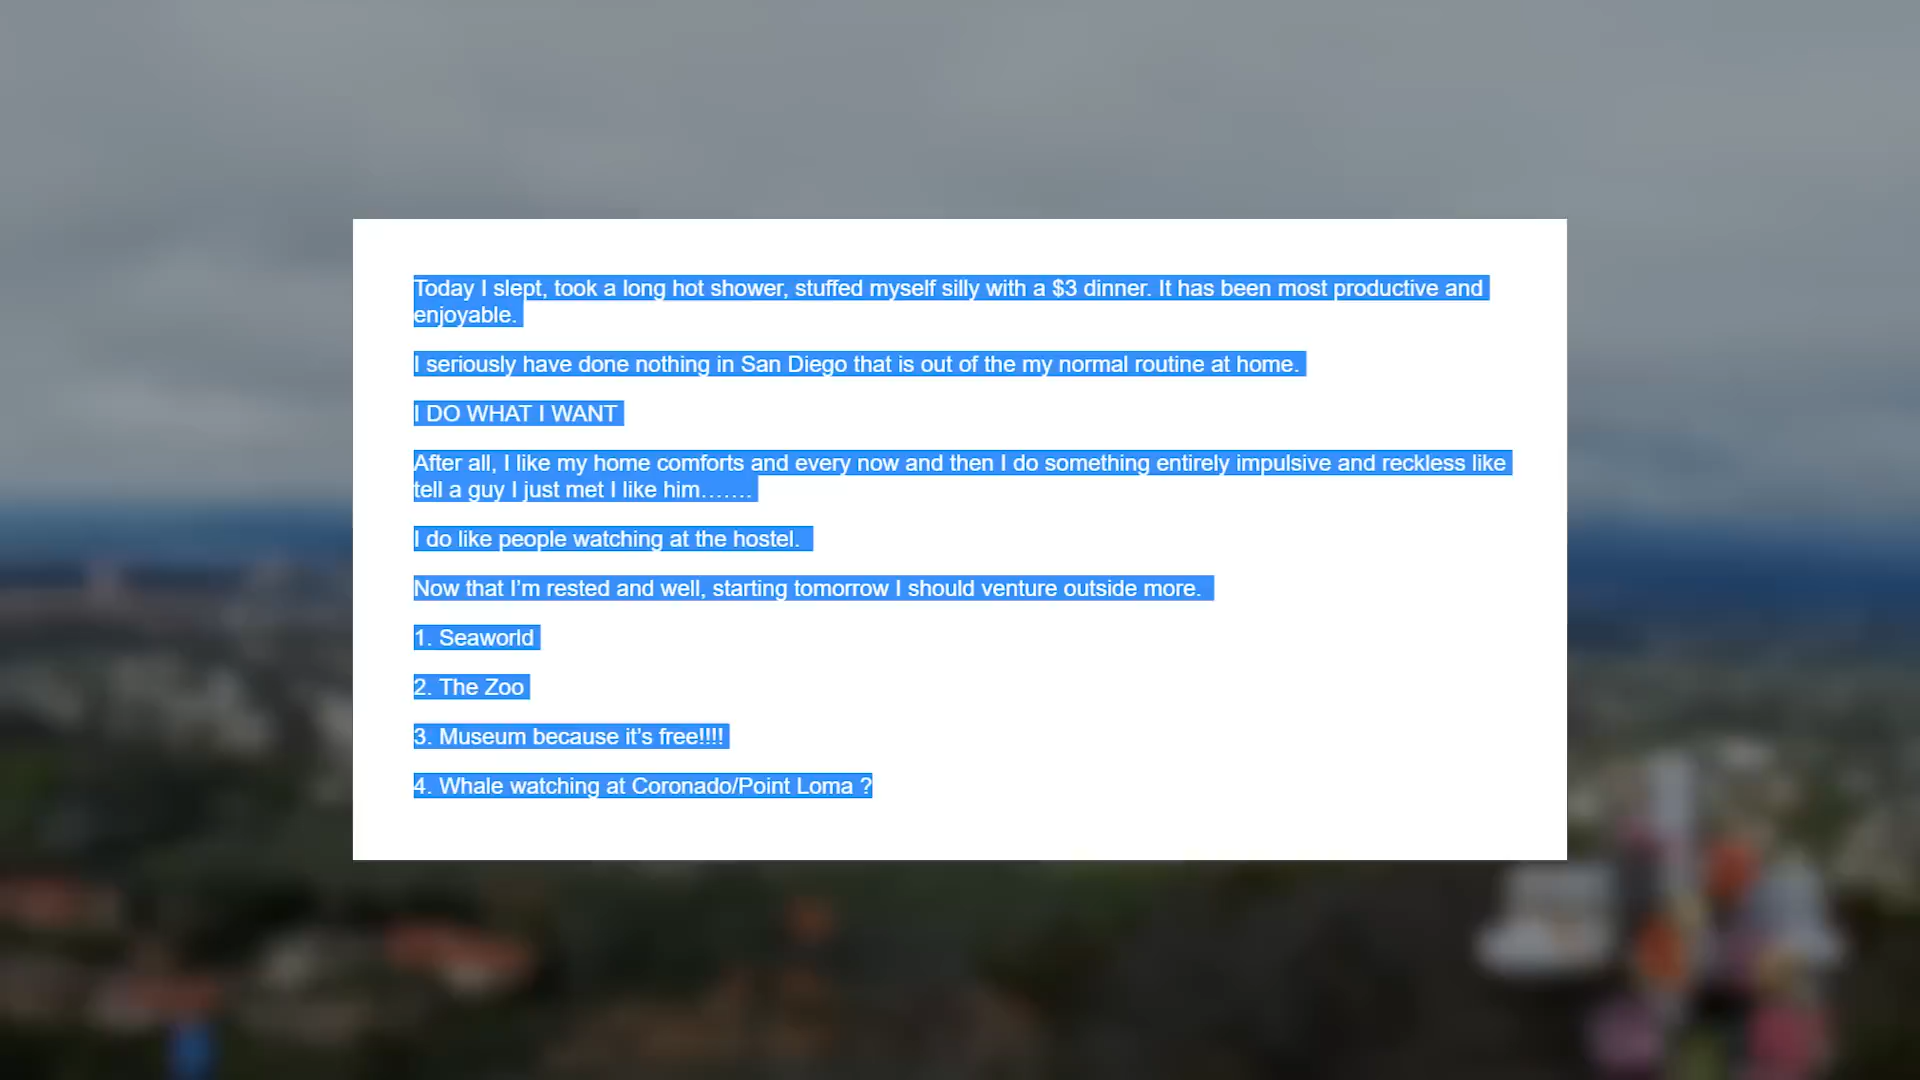 Today I slept, took a long hot shower, stuffed myself silly with a $3 dinner. It has been most productive and
enjoyable.
I seriously have done nothing in San Diego that is out of the my normal routine at home.
I DO WHAT I WANT
After all, I like my home comforts and every now and then I do something entirely impulsive and reckless like
tell a guy I just met I like him…….
I do like people watching at the hostel.
Now that I’m rested and well, starting tomorrow I should venture outside more.
1. Seaworld
2. The Zoo
3. Museum because it’s free!!!!
4. Whale watching at Coronado/Point Loma ?